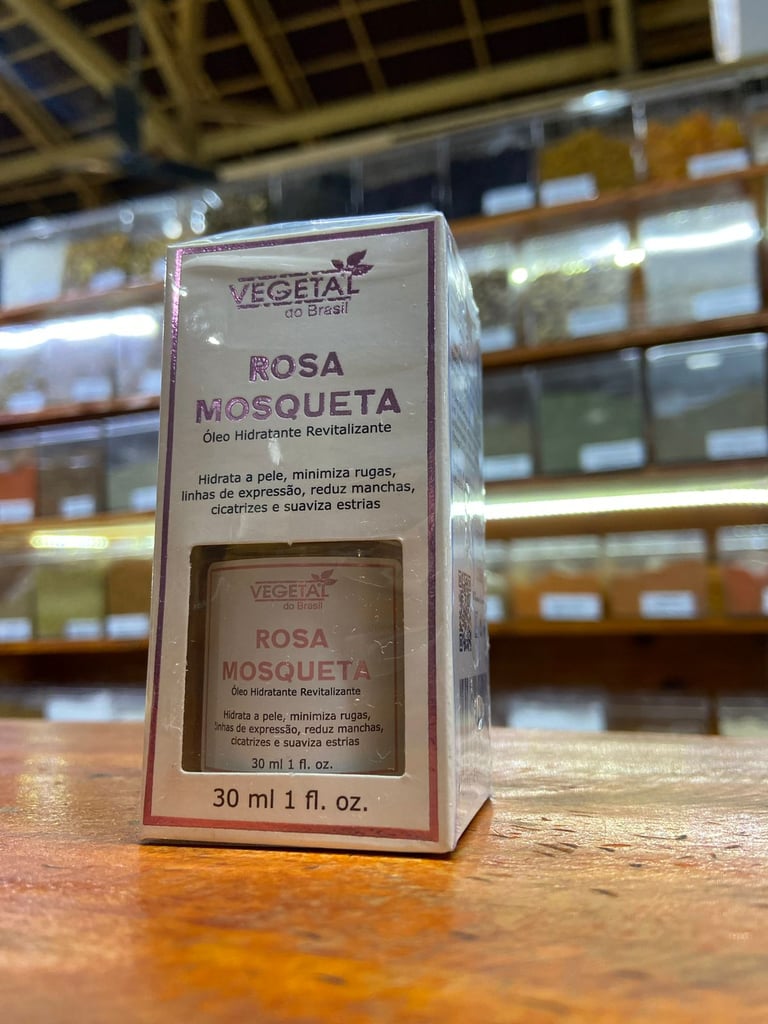 VEGETAL
do Brasil
ROSA
MOSQUETA
Óleo Hidratante Revitalizante
Hidrata a pele, minimiza rugas,
linhas de expressão, reduz manchas,
cicatrizes e suaviza estrias
VEGETAL
do Brasil
ROSA
MOSQUETA
Óleo Hidratante Revitalizante
Hidrata a pele, minimiza rugas,
linhas de expressão, reduz manchas,
cicatrizes e suaviza estrias
30 ml 1 fl. oz.
30 ml 1 fl. oz.